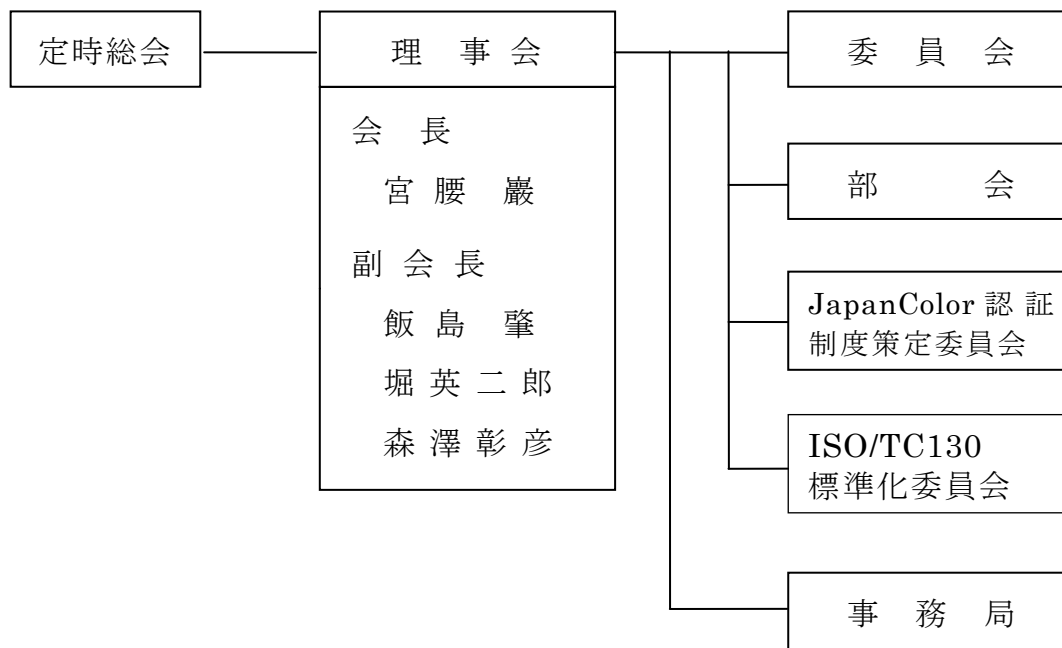 定時総会
理 事 会
会 長
宮 腰 巖
副 会 長
飯 島 肇
堀 英 二 郎
森 澤 彰 彦
委 員 会
部 会
JapanColor 認 証
制度策定委員会
ISO/TC130
標準化委員会
事 務 局